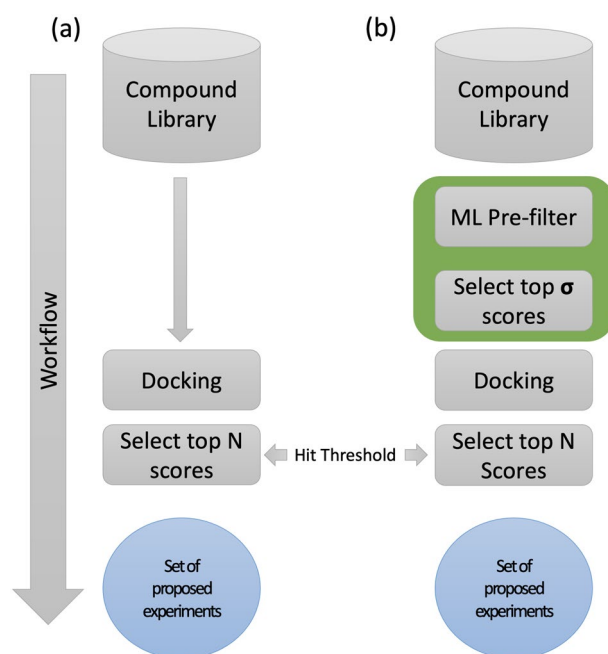 (a)
Compound
Library
Workflow
Docking
Select top N
scores
Hit Threshold
Set of
proposed
experiments
(b)
Compound
Library
ML Pre-filter
Select top σ
scores
Docking
Select top N
Scores
Set of
proposed
experiments